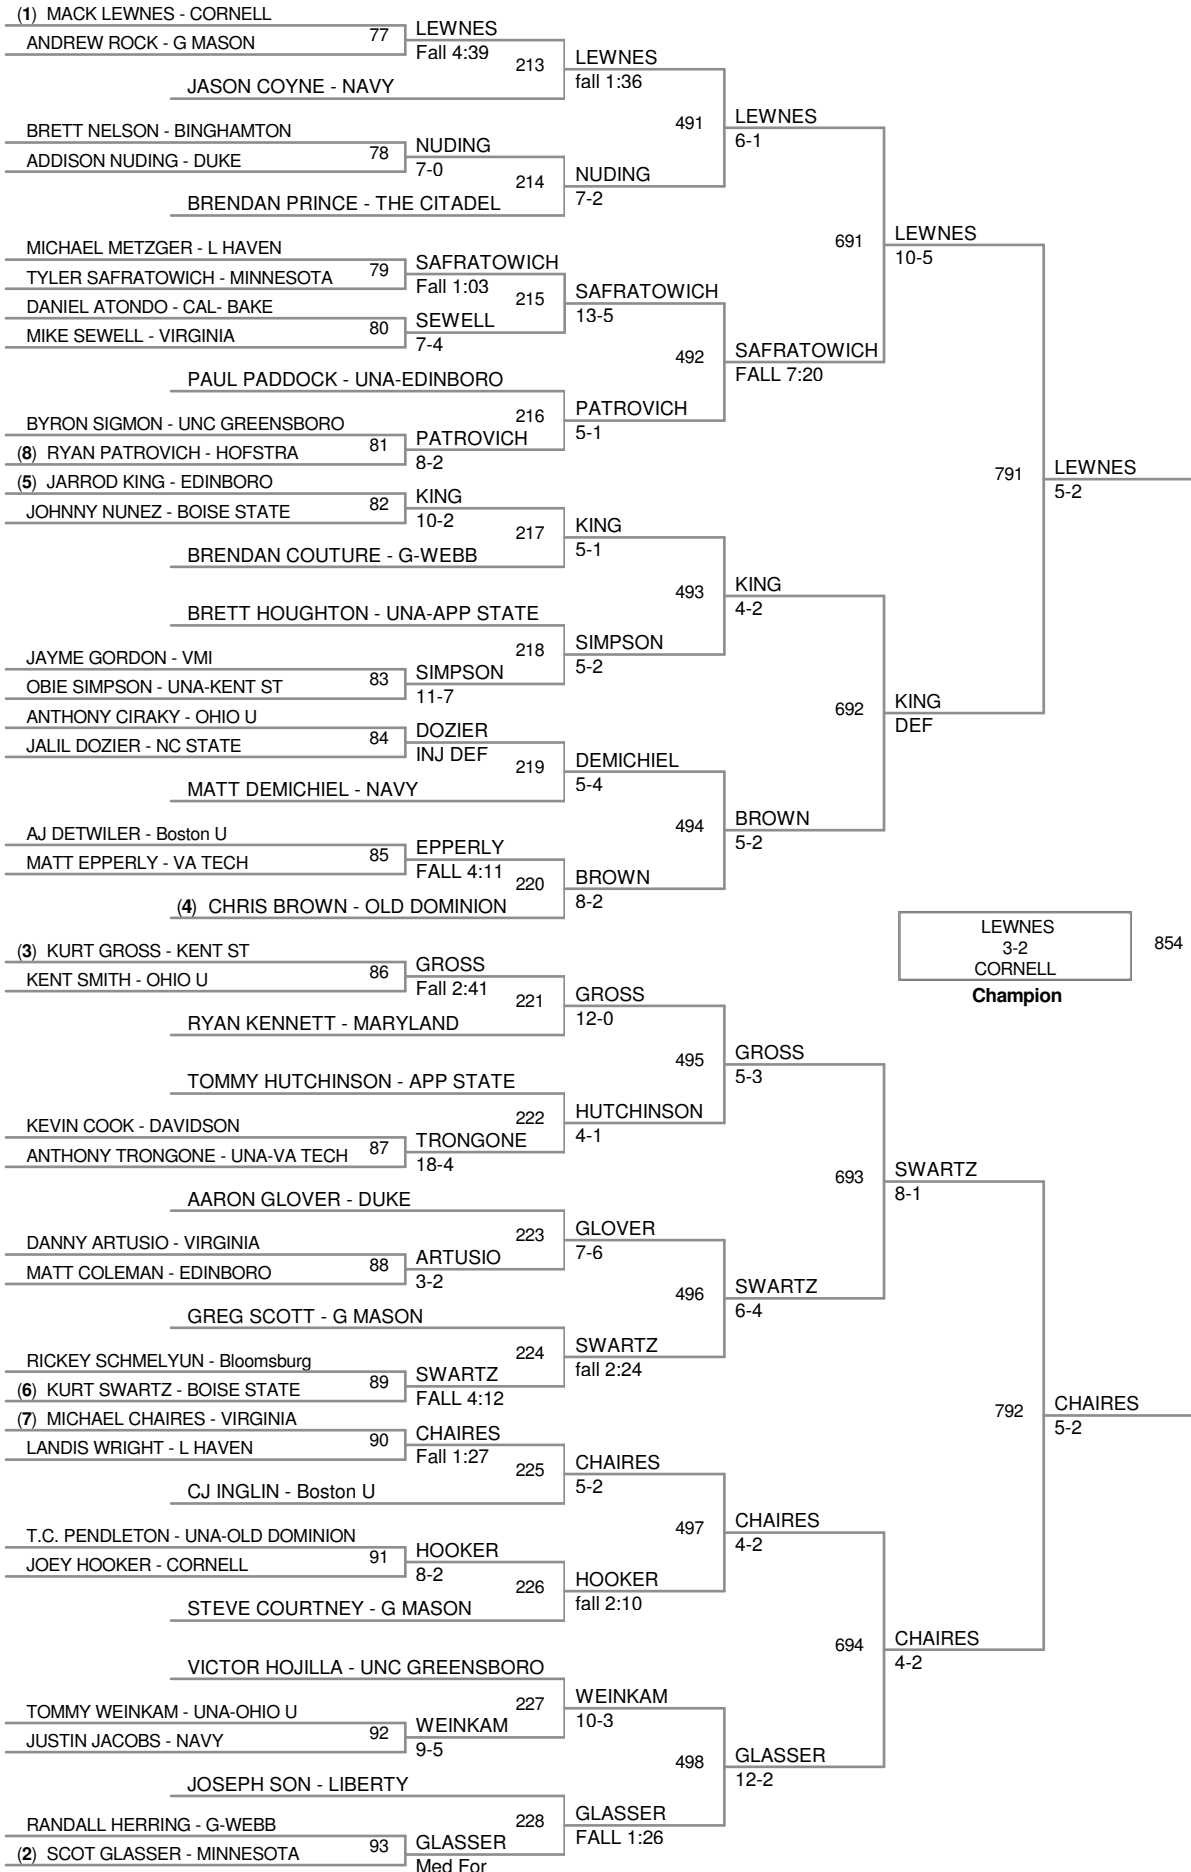 (1) MACK LEWNES - CORNELL
77
LEWNES
ANDREW ROCK - G MASON
Fall 4:39
213
LEWNES
fall 1:36
JASON COYNE - NAVY
491
LEWNES
6-1
BRETT NELSON - BINGHAMTON
78
NUDING
ADDISON NUDING - DUKE
7-0
214
NUDING
7-2
BRENDAN PRINCE - THE CITADEL
691
LEWNES
10-5
MICHAEL METZGER - L HAVEN
79
SAFRATOWICH
TYLER SAFRATOWICH - MINNESOTA
Fall 1:03
215
SAFRATOWICH
13-5
DANIEL ATONDO - CAL- BAKE
80
SEWELL
MIKE SEWELL - VIRGINIA
7-4
492
SAFRATOWICH
FALL 7:20
PAUL PADDOCK - UNA-EDINBORO
216
PATROVICH
5-1
BYRON SIGMON - UNC GREENSBORO
81
PATROVICH
(8) RYAN PATROVICH - HOFSTRA
8-2
791
LEWNES
5-2
(5) JARROD KING - EDINBORO
82
KING
JOHNNY NUNEZ - BOISE STATE
10-2
217
KING
5-1
BRENDAN COUTURE - G-WEBB
493
KING
4-2
BRETT HOUGHTON - UNA-APP STATE
218
SIMPSON
5-2
JAYME GORDON - VMI
83
SIMPSON
OBIE SIMPSON - UNA-KENT ST
11-7
692
KING
DEF
ANTHONY CIRAKY - OHIO U
84
DOZIER
JALIL DOZIER - NC STATE
INJ DEF
219
DEMICHIEL
5-4
MATT DEMICHIEL - NAVY
494
BROWN
5-2
AJ DETWILER - Boston U
85
EPPERLY
MATT EPPERLY - VA TECH
FALL 4:11
220
BROWN
8-2
(4) CHRIS BROWN - OLD DOMINION
LEWNES
3-2
CORNELL
854
Champion
(3) KURT GROSS - KENT ST
86
GROSS
KENT SMITH - OHIO U
Fall 2:41
221
GROSS
12-0
RYAN KENNETT - MARYLAND
495
GROSS
5-3
TOMMY HUTCHINSON - APP STATE
222
HUTCHINSON
4-1
KEVIN COOK - DAVIDSON
87
TRONGONE
ANTHONY TRONGONE - UNA-VA TECH
18-4
693
SWARTZ
8-1
AARON GLOVER - DUKE
223
GLOVER
7-6
DANNY ARTUSIO - VIRGINIA
88
ARTUSIO
MATT COLEMAN - EDINBORO
3-2
496
SWARTZ
6-4
GREG SCOTT - G MASON
224
SWARTZ
fall 2:24
RICKEY SCHMELYUN - Bloomsburg
89
SWARTZ
(6) KURT SWARTZ - BOISE STATE
FALL 4:12
792
CHAIRES
5-2
(7) MICHAEL CHAIRES - VIRGINIA
90
CHAIRES
LANDIS WRIGHT - L HAVEN
Fall 1:27
225
CHAIRES
5-2
CJ INGLIN - Boston U
497
CHAIRES
4-2
T.C. PENDLETON - UNA-OLD DOMINION
91
HOOKER
JOEY HOOKER - CORNELL
8-2
226
HOOKER
fall 2:10
STEVE COURTNEY - G MASON
694
CHAIRES
4-2
VICTOR HOJILLA - UNC GREENSBORO
227
WEINKAM
10-3
TOMMY WEINKAM - UNA-OHIO U
92
WEINKAM
JUSTIN JACOBS - NAVY
9-5
498
GLASSER
12-2
JOSEPH SON - LIBERTY
228
GLASSER
FALL 1:26
RANDALL HERRING - G-WEBB
93
GLASSER
(2) SCOT GLASSER - MINNESOTA
Med For